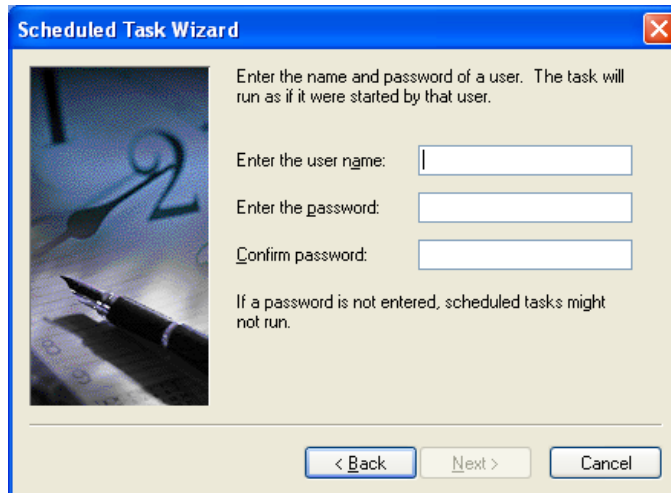 Scheduled Task Wizard
Enter the name and password of a user. The task will
run as if it were started by that user.
Enter the user name:
Enter the password:
Confirm password:
If a password is not entered, scheduled tasks might
not run.
< Back
Next >
Cancel